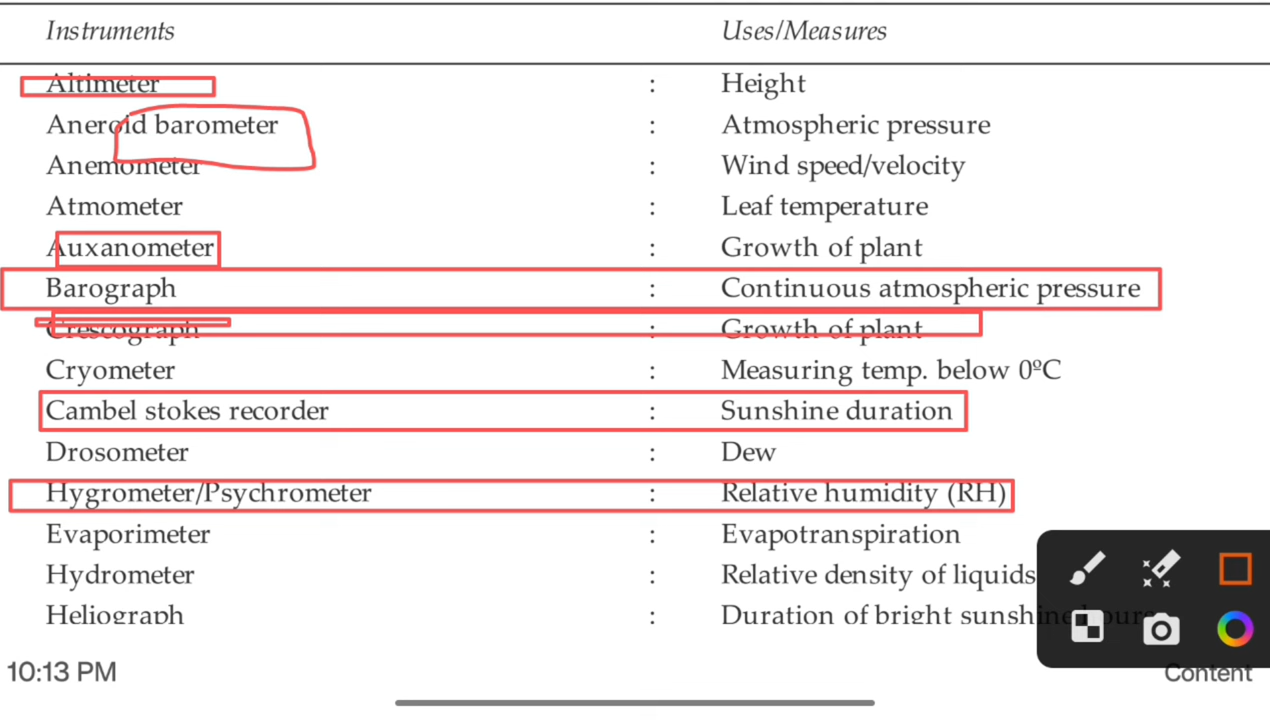 Instruments Uses/Measures
Altimeter : Height
Aneroid barometer : Atmospheric pressure
Anemometer : Wind speed/velocity
Atmometer : Leaf temperature
Auxanometer : Growth of plant
Barograph : Continuous atmospheric pressure
Crescograph : Growth of plant
Cryometer : Measuring temp. below 0ºC
Cambel stokes recorder : Sunshine duration
Drosometer : Dew
Hygrometer/Psychrometer : Relative humidity (RH)
Evaporimeter : Evapotranspiration
Hydrometer : Relative density of liquids
Heliograph : Duration of bright sunshine hours
10:13 PM Content